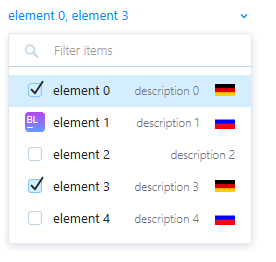 element 0, element 3
Filter items
element 0 description 0
BL element 1 description 1
element 2 description 2
element 3 description 3
element 4 description 4